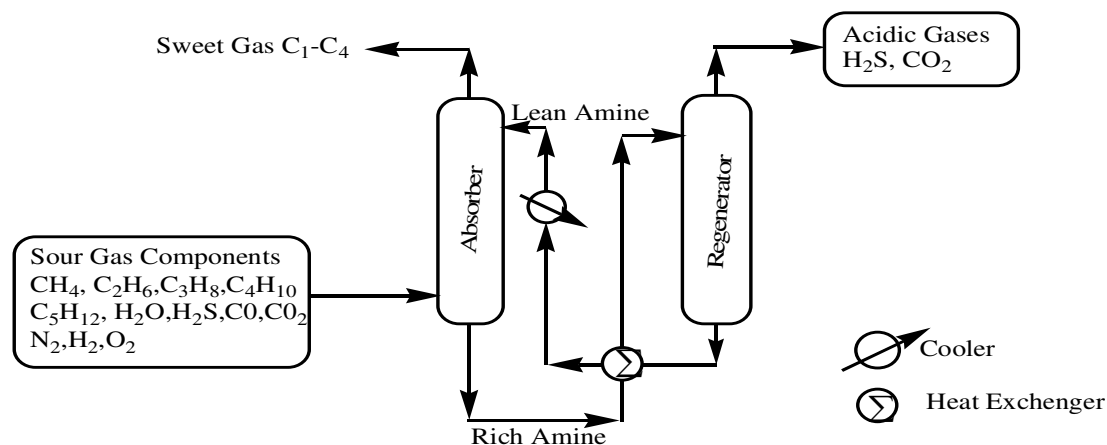 Sweet Gas C₁-C₄
Acidic Gases
H₂S, CO₂
Lean Amine
Absorber
Regenerator
Sour Gas Components
CH₄, C₂H₆,C₃H₈,C₄H₁₀
C₅H₁₂, H₂O,H₂S,C0,C0₂
N₂,H₂,O₂
Rich Amine
Cooler
Σ
Σ
Heat Exchenger